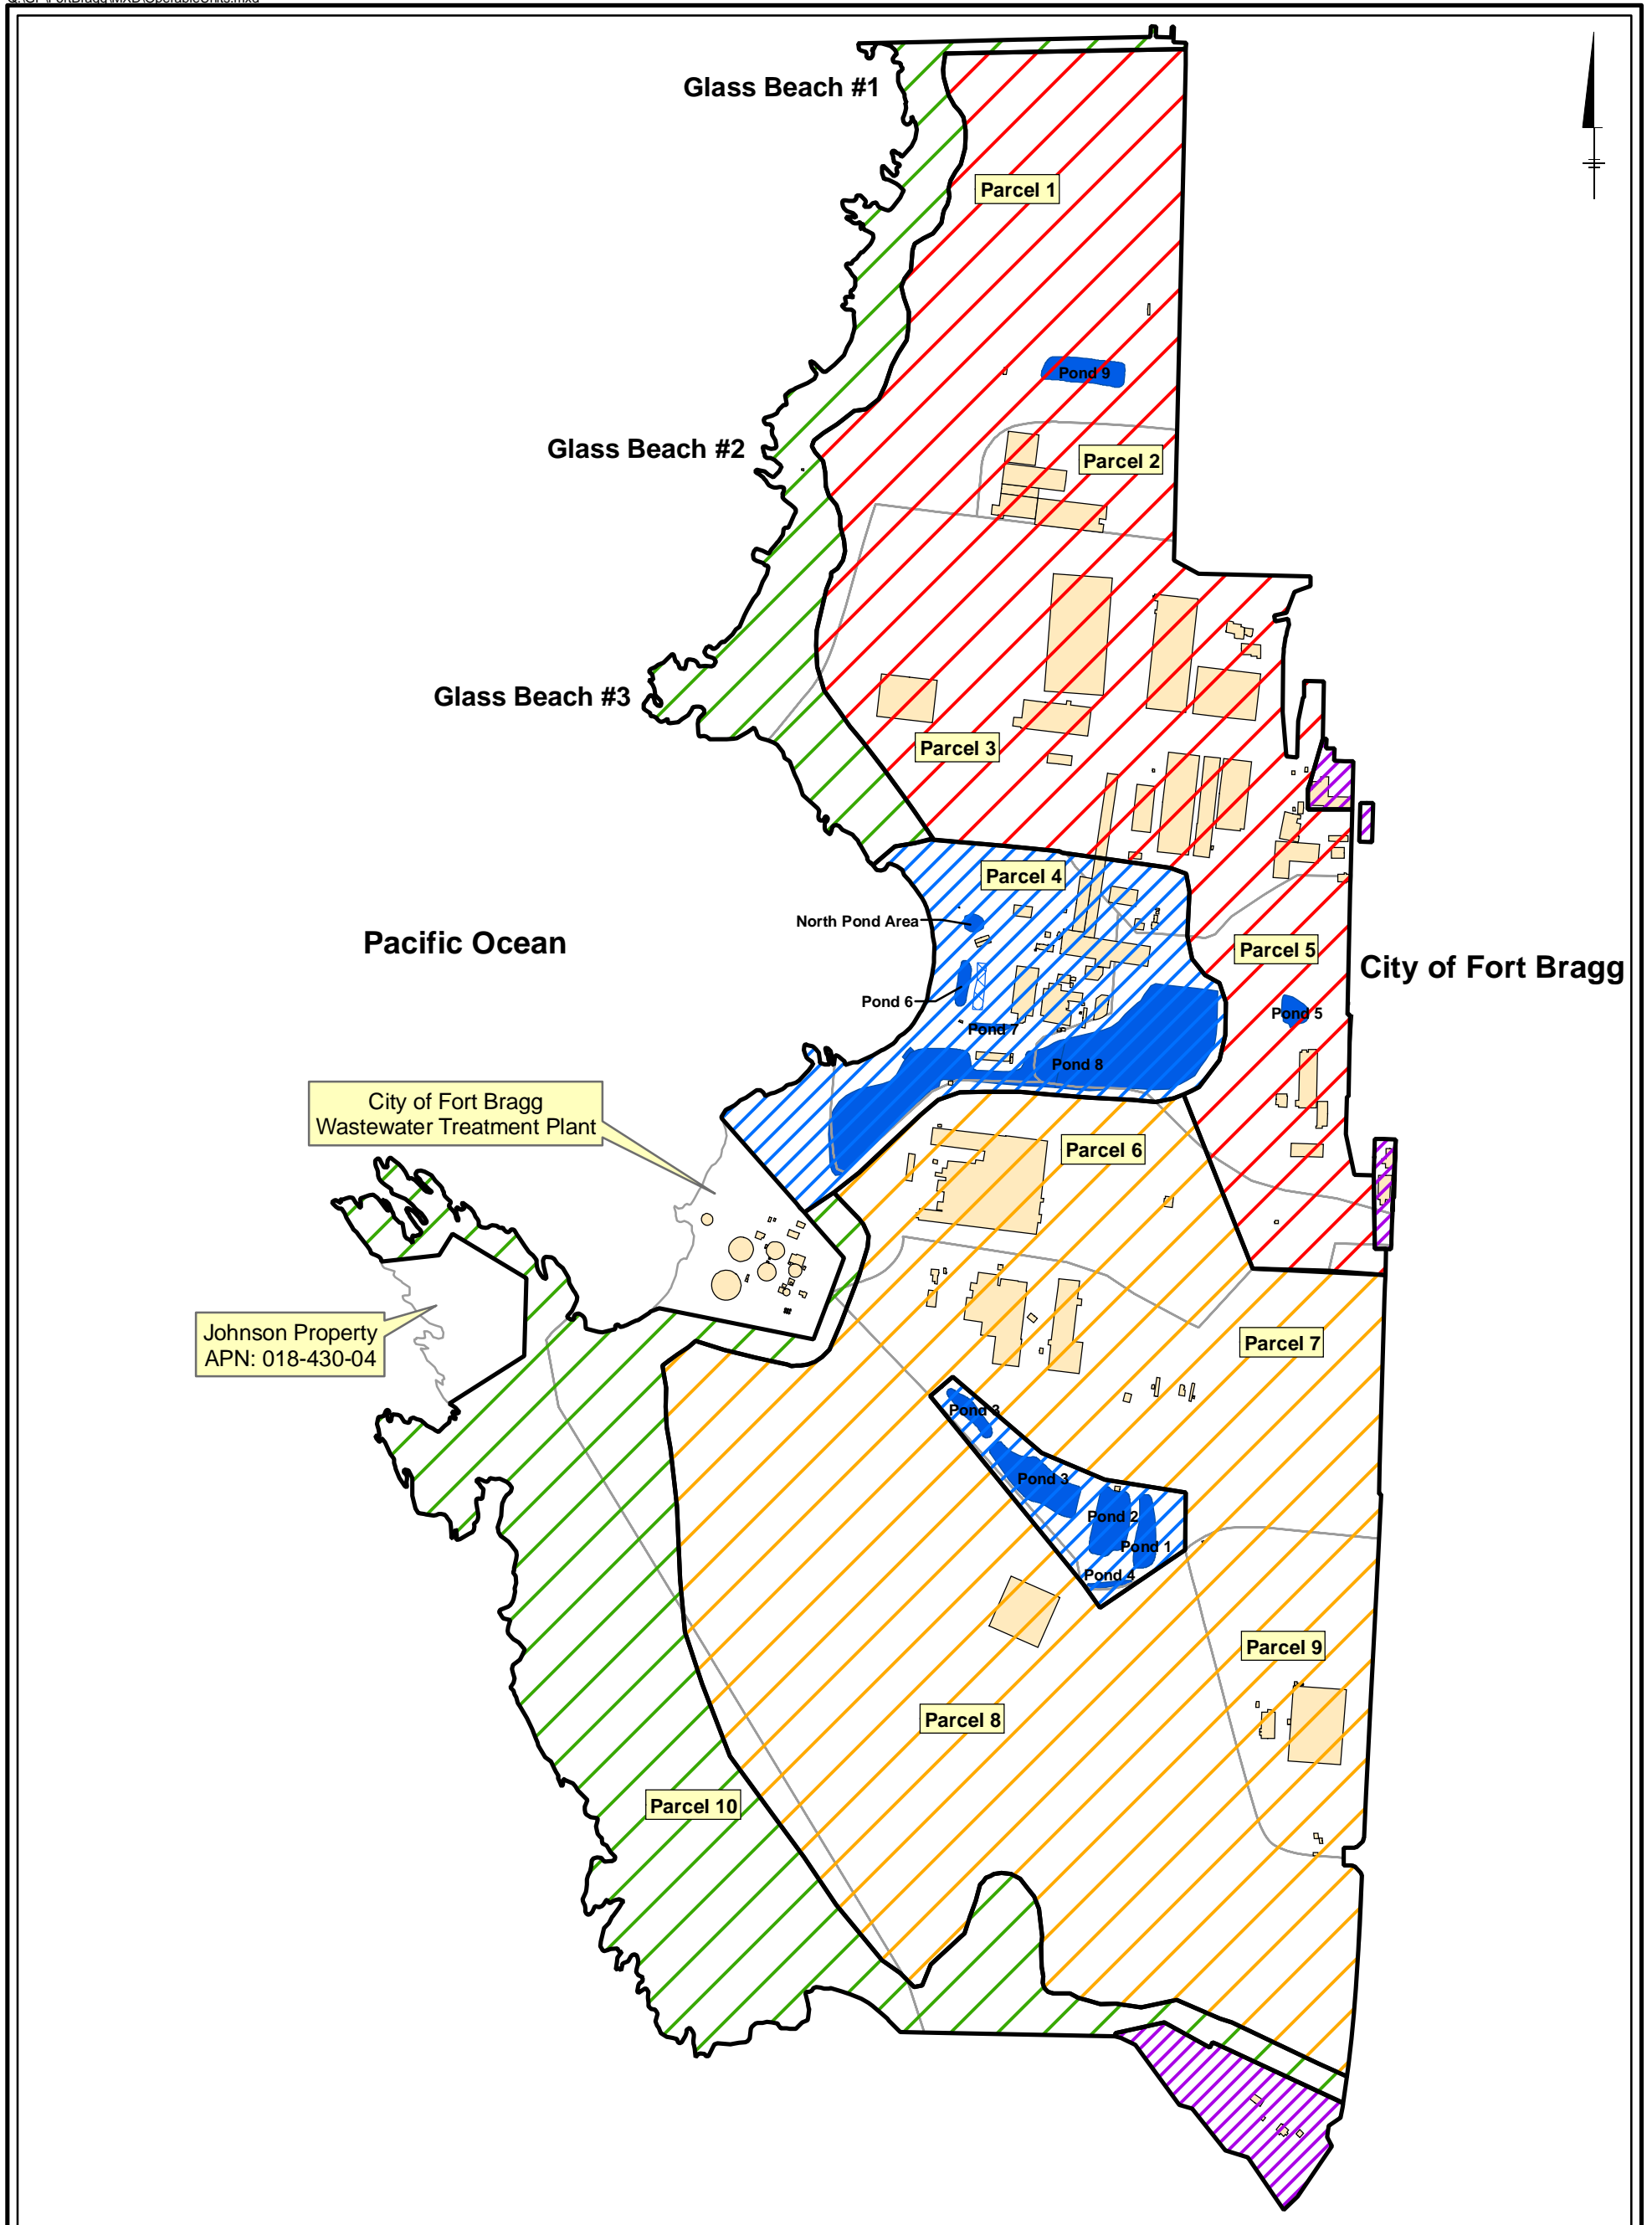 Glass Beach #1
Parcel 1
Pond 9
Glass Beach #2
Parcel 2
Glass Beach #3
Parcel 3
Parcel 4
North Pond Area
Pacific Ocean
Parcel 5
City of Fort Bragg
Pond 6
Pond 5
Pond 7
Pond 8
City of Fort Bragg
Wastewater Treatment Plant
Parcel 6
Johnson Property
APN: 018-430-04
Parcel 7
Pond 3
Pond 3
Pond 2
Pond 1
Pond 4
Parcel 9
Parcel 8
Parcel 10